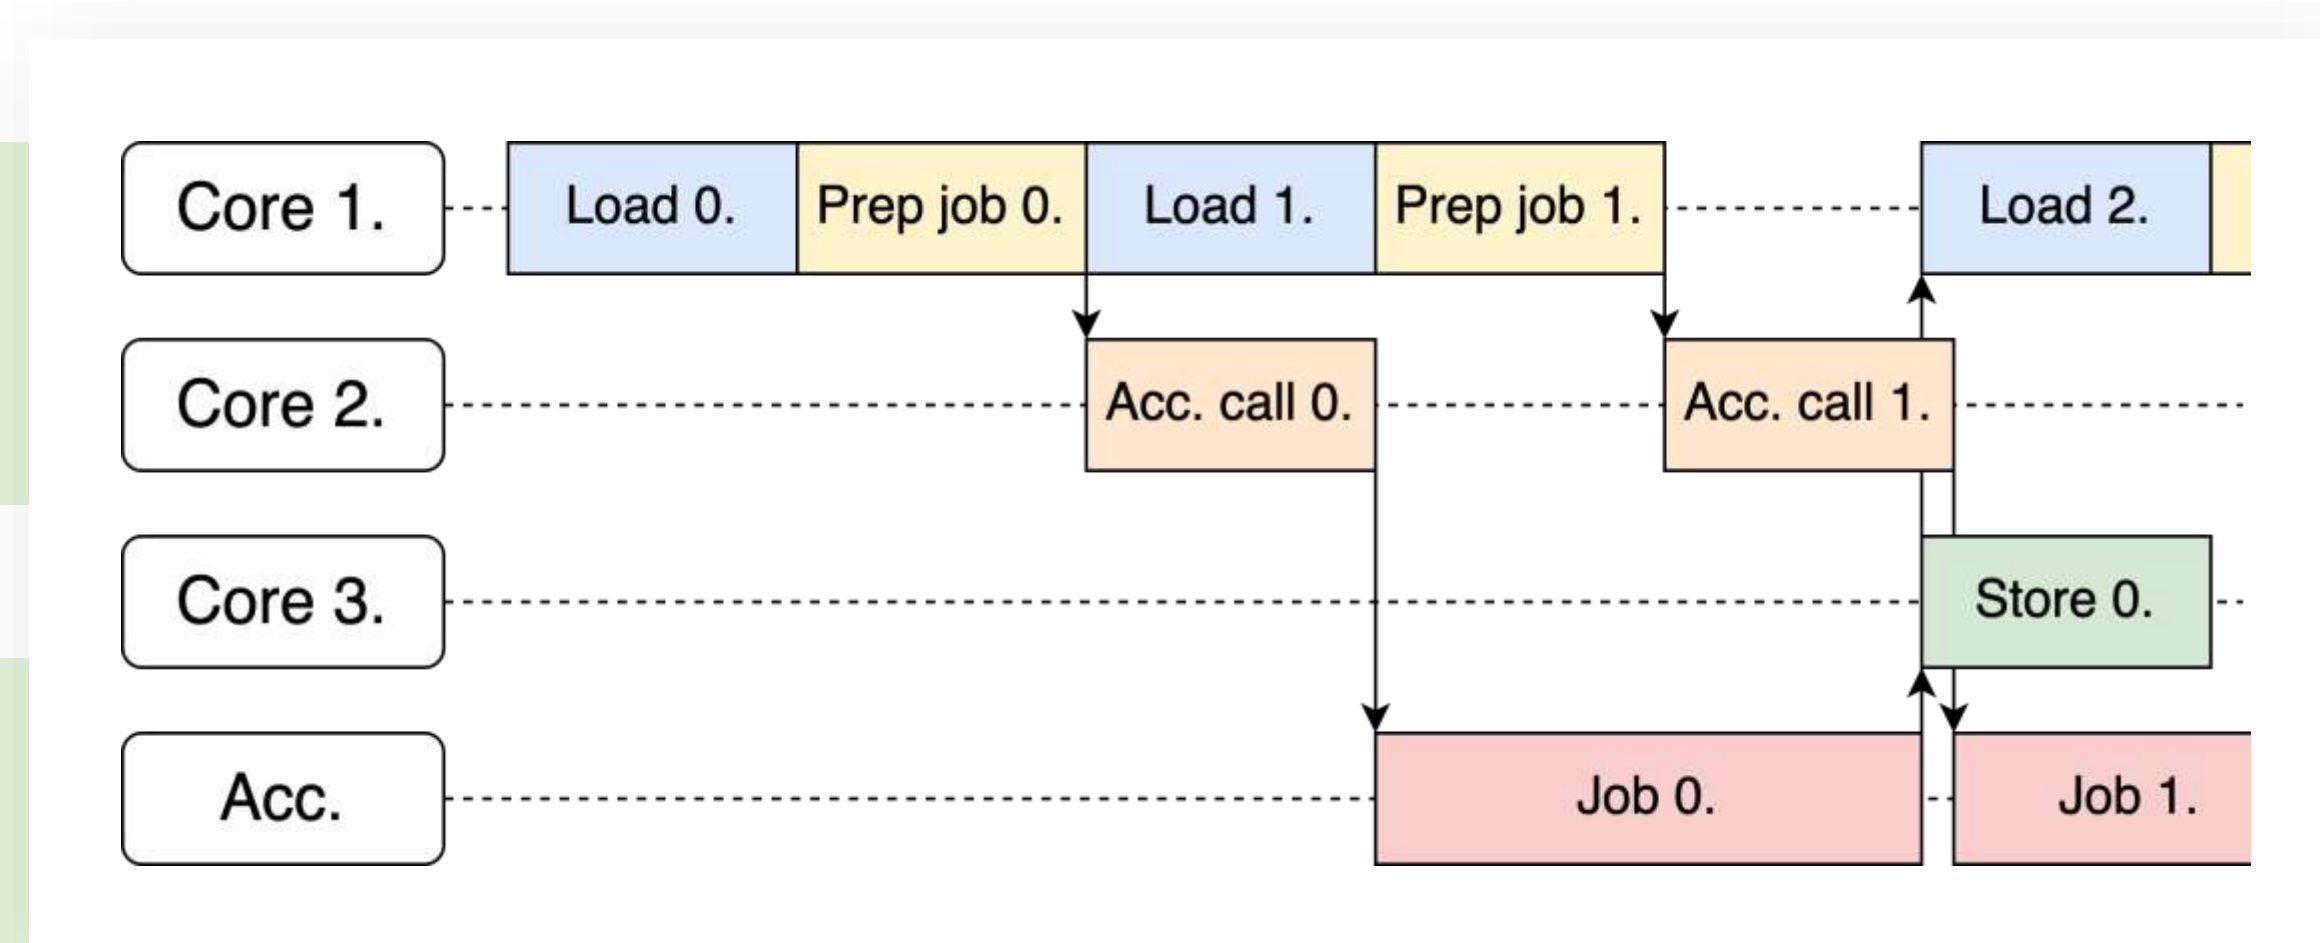 Core 1.
Load 0.
Prep job 0.
Load 1.
Prep job 1.
Load 2.
Core 2.
Acc. call 0.
Acc. call 1.
Core 3.
Store 0.
Acc.
Job 0.
Job 1.